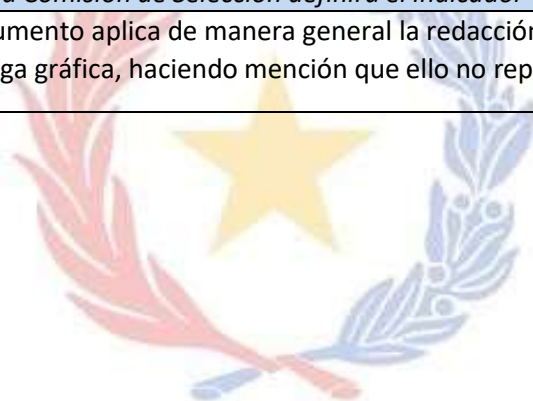 a Comisión de Selección definirá el indicador
umento aplica de manera general la redacción
ga gráfica, haciendo mención que ello no rep